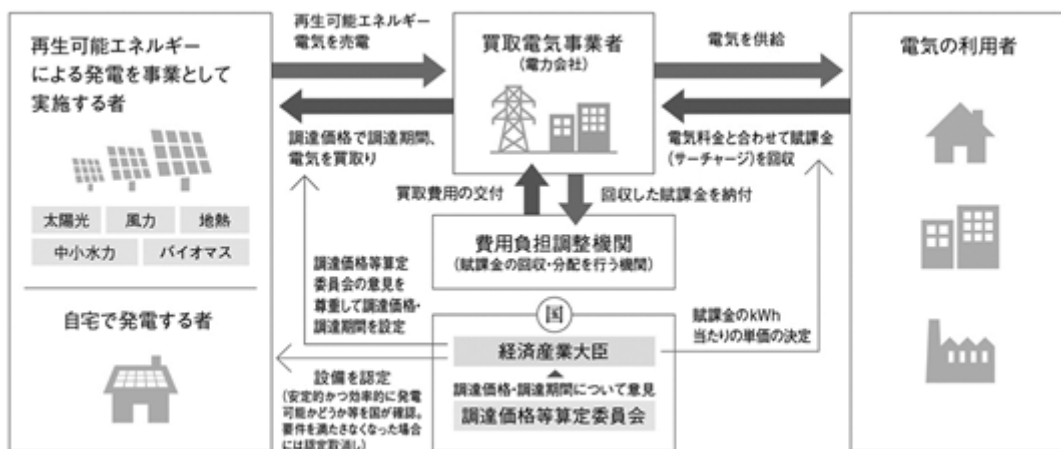 再生可能エネルギー
による発電を事業として
実施する者
太陽光
風力
地熱
中小水力
バイオマス
自宅で発電する者
再生可能エネルギー
電気を売電
調達価格で調達期間、
電気を買取り
買取電気事業者
(電力会社)
電気を供給
電気料金と合わせて賦課金
(サーチャージ)を回収
電気の利用者
買取費用の交付
回収した賦課金を納付
費用負担調整機関
(賦課金の回収・分配を行う機関)
調達価格等算定
委員会の意見を
尊重して調達価格・
調達期間を設定
国
経済産業大臣
調達価格・調達期間について意見
調達価格等算定委員会
賦課金のkWh
当たりの単価の決定
設備を認定
(安定的かつ効率的に発電
可能かどうか等を国が確認。
要件を満たさなくなった場合
には認定取消し)